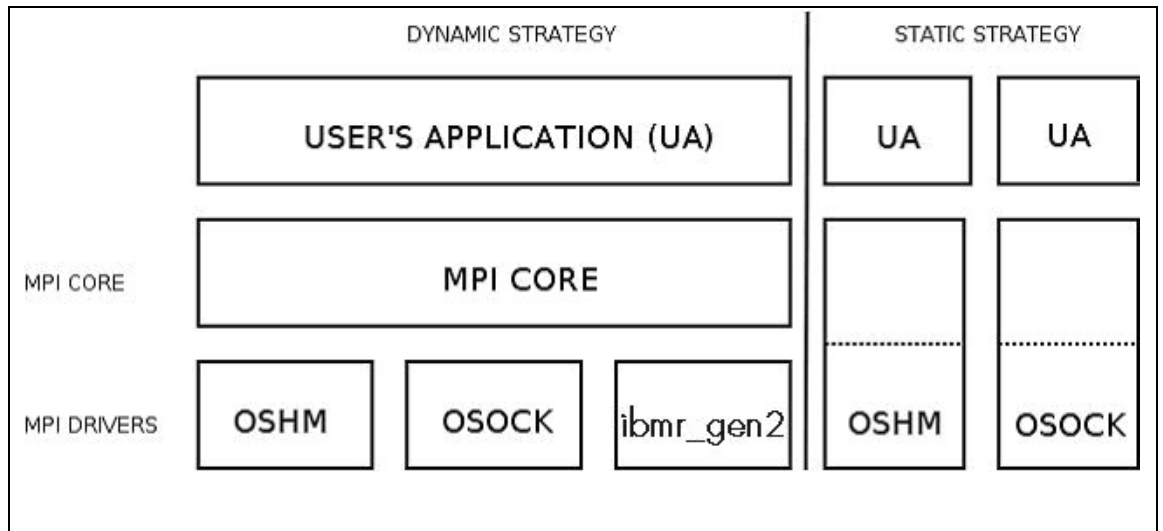 DYNAMIC STRATEGY
STATIC STRATEGY
USER'S APPLICATION (UA)
UA
UA
MPI CORE
MPI CORE
MPI DRIVERS
OSHM
OSOCK
ibmr_gen2
OSHM
OSOCK